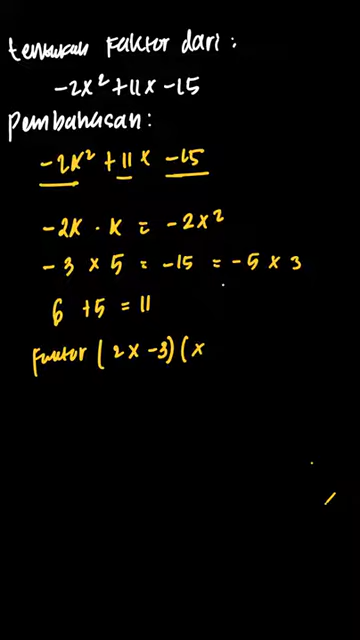 tentukan Faktor dari :
-2x² + 11x - 15
Pembahasan :
-2x² + 11x - 15
-2x . x = -2x²
-3 × 5 = -15 = -5 × 3
6 + 5 = 11
Faktor (2x - 3) (x